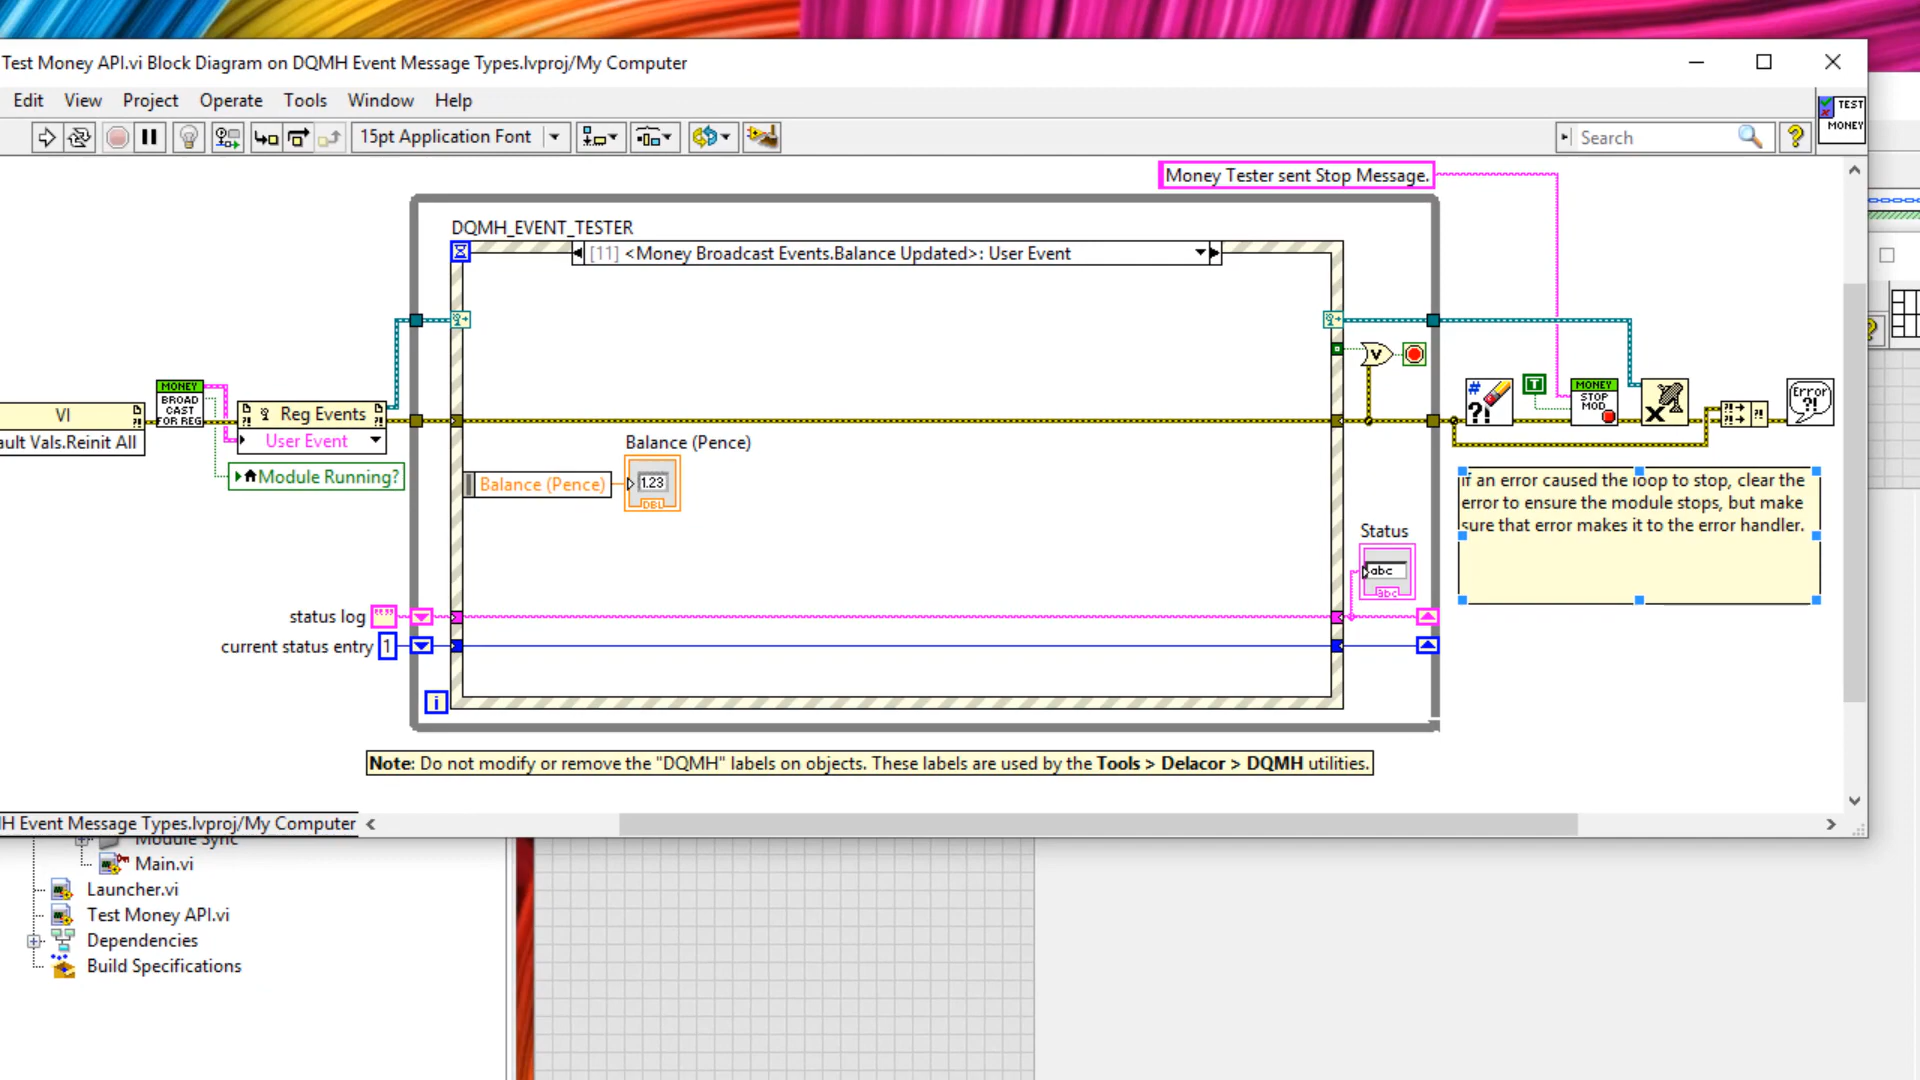 Test Money API.vi Block Diagram on DQMH Event Message Types.lvproj/My Computer
Edit View Project Operate Tools Window Help
15pt Application Font
Search
TEST
MONEY
Money Tester sent Stop Message.
DQMH_EVENT_TESTER
[11] <Money Broadcast Events.Balance Updated>: User Event
MONEY
BROAD
CAST
FOR REG
VI
ault Vals.Reinit All
Reg Events
User Event
Module Running?
Balance (Pence)
Balance (Pence)
1.23
DBL
T
MONEY
STOP
MOD
Error
?!
if an error caused the loop to stop, clear the
error to ensure the module stops, but make
sure that error makes it to the error handler.
Status
abc
abc
status log
current status entry 1
i
Note: Do not modify or remove the "DQMH" labels on objects. These labels are used by the Tools > Delacor > DQMH utilities.
H Event Message Types.lvproj/My Computer
Module Sync
Main.vi
Launcher.vi
Test Money API.vi
Dependencies
Build Specifications